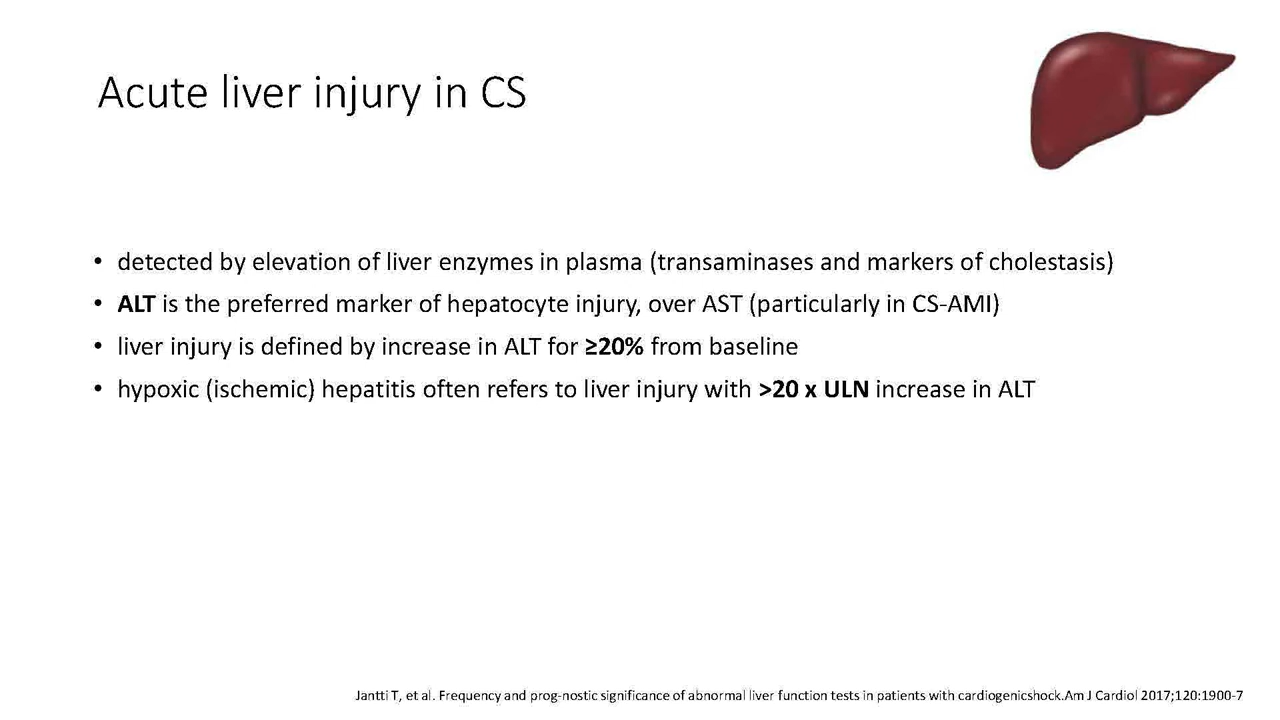 Acute liver injury in CS
• detected by elevation of liver enzymes in plasma (transaminases and markers of cholestasis)
• ALT is the preferred marker of hepatocyte injury, over AST (particularly in CS-AMI)
• liver injury is defined by increase in ALT for ≥20% from baseline
• hypoxic (ischemic) hepatitis often refers to liver injury with >20 x ULN increase in ALT
Jantti T, et al. Frequency and prog-nostic significance of abnormal liver function tests in patients with cardiogenicshock.Am J Cardiol 2017;120:1900-7